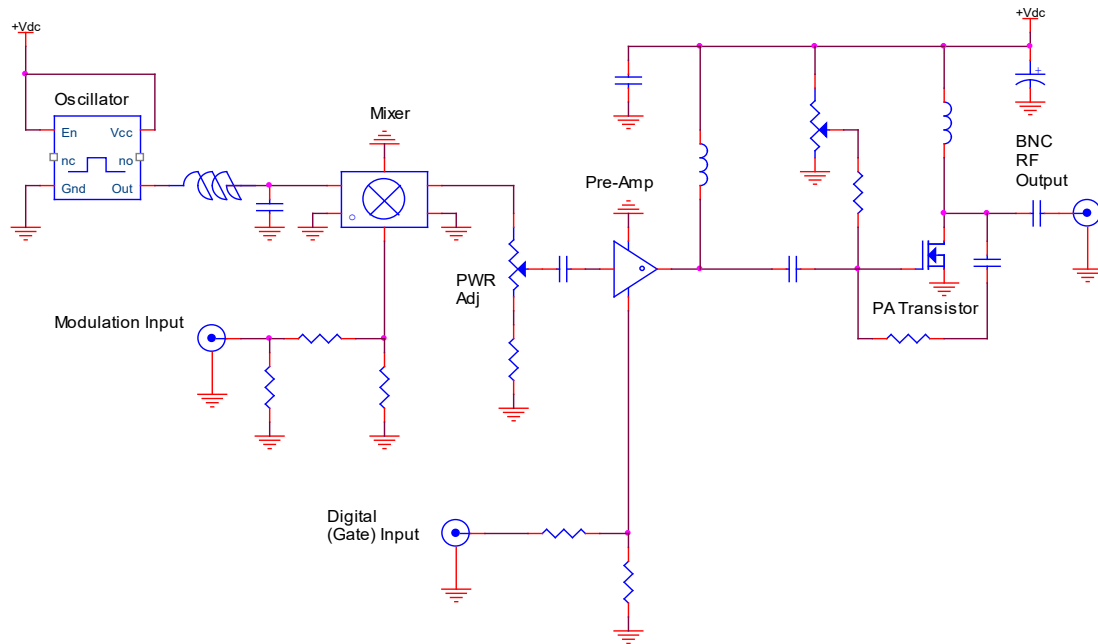 +Vdc
Oscillator
En
Vcc
nc
no
Gnd
Out
Mixer
+Vdc
BNC
RF
Output
Pre-Amp
PWR
Adj
PA Transistor
Modulation Input
Digital
(Gate) Input